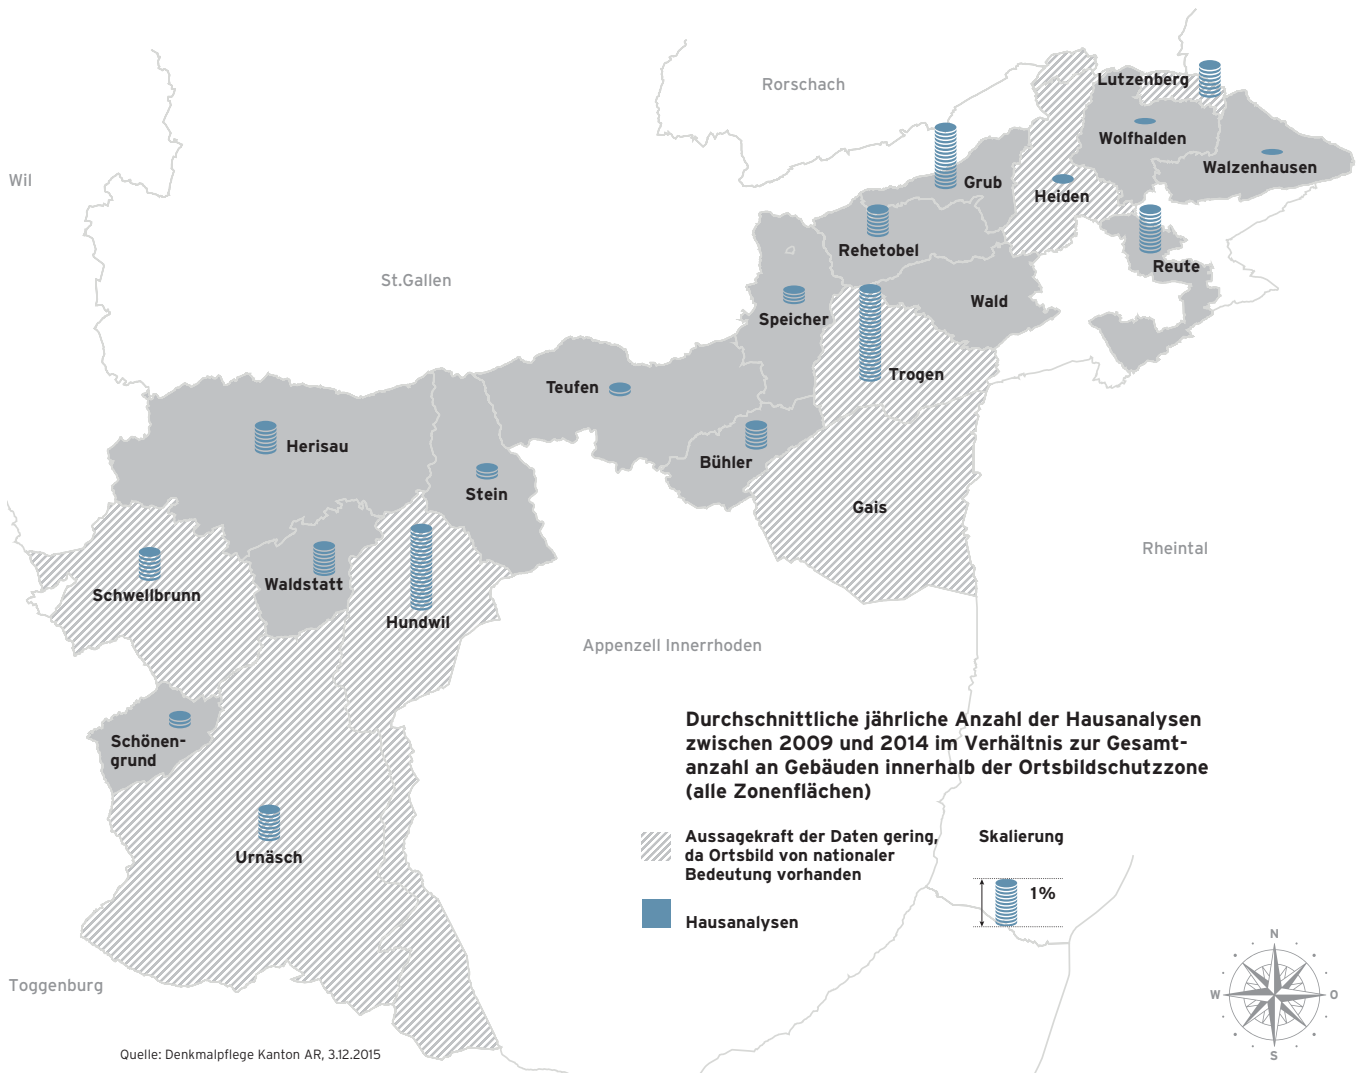 Rorschach
Lutzenberg
Wolfhalden
Walzenhausen
Wil
Grub
Heiden
Rehetobel
Reute
St.Gallen
Wald
Speicher
Trogen
Teufen
Herisau
Bühler
Stein
Gais
Rheintal
Waldstatt
Schwellbrunn
Hundwil
Appenzell Innerrhoden
Schönen-
grund
Urnäsch
Durchschnittliche jährliche Anzahl der Hausanalysen
zwischen 2009 und 2014 im Verhältnis zur Gesamt-
anzahl an Gebäuden innerhalb der Ortsbildschutzzone
(alle Zonenflächen)
Aussagekraft der Daten gering,
da Ortsbild von nationaler
Bedeutung vorhanden
Skalierung
1%
Hausanalysen
Toggenburg
N
W
O
S
Quelle: Denkmalpflege Kanton AR, 3.12.2015